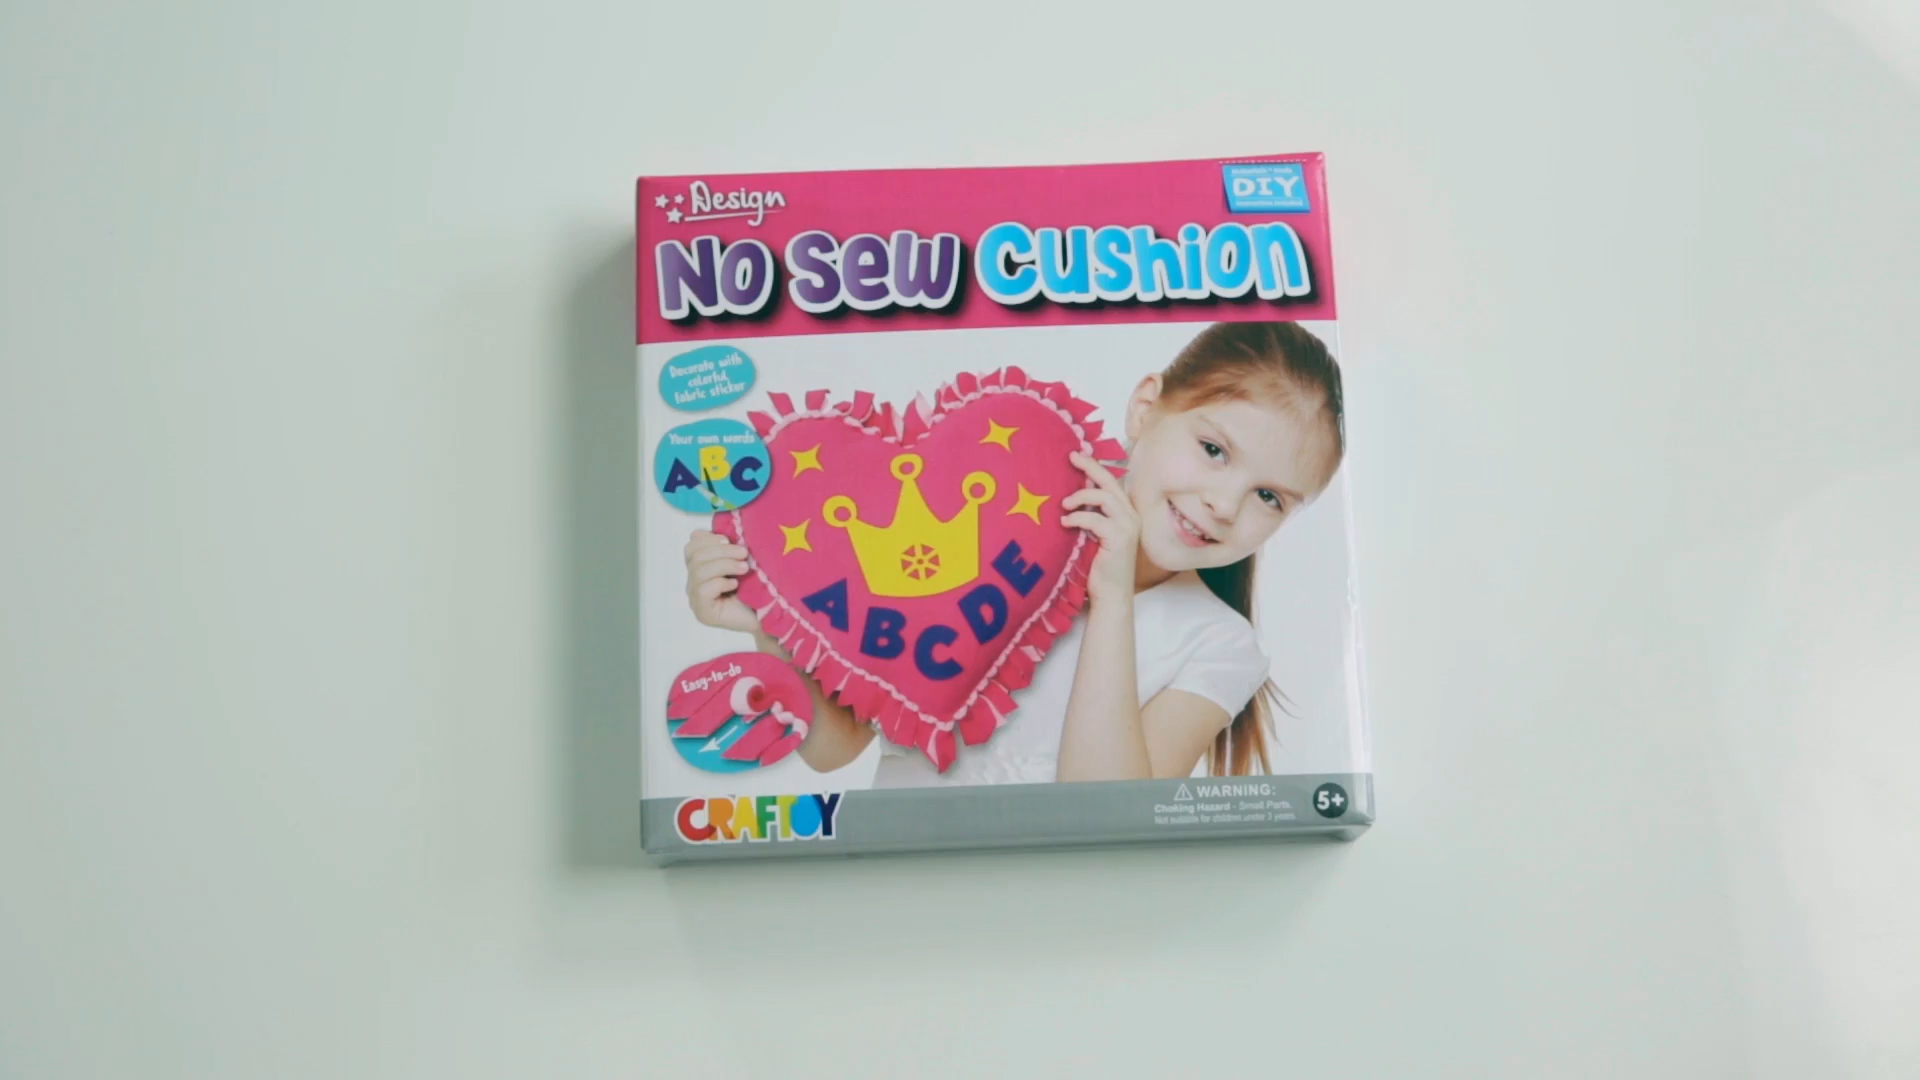 Design
DIY
No Sew Cushion
Decorate with
colorful
fabric sticker
Your own words
ABC
ABCDE
Easy-to-do
CRAFTOY
WARNING:
Choking Hazard - Small Parts.
Not suitable for children under 3 years.
5+